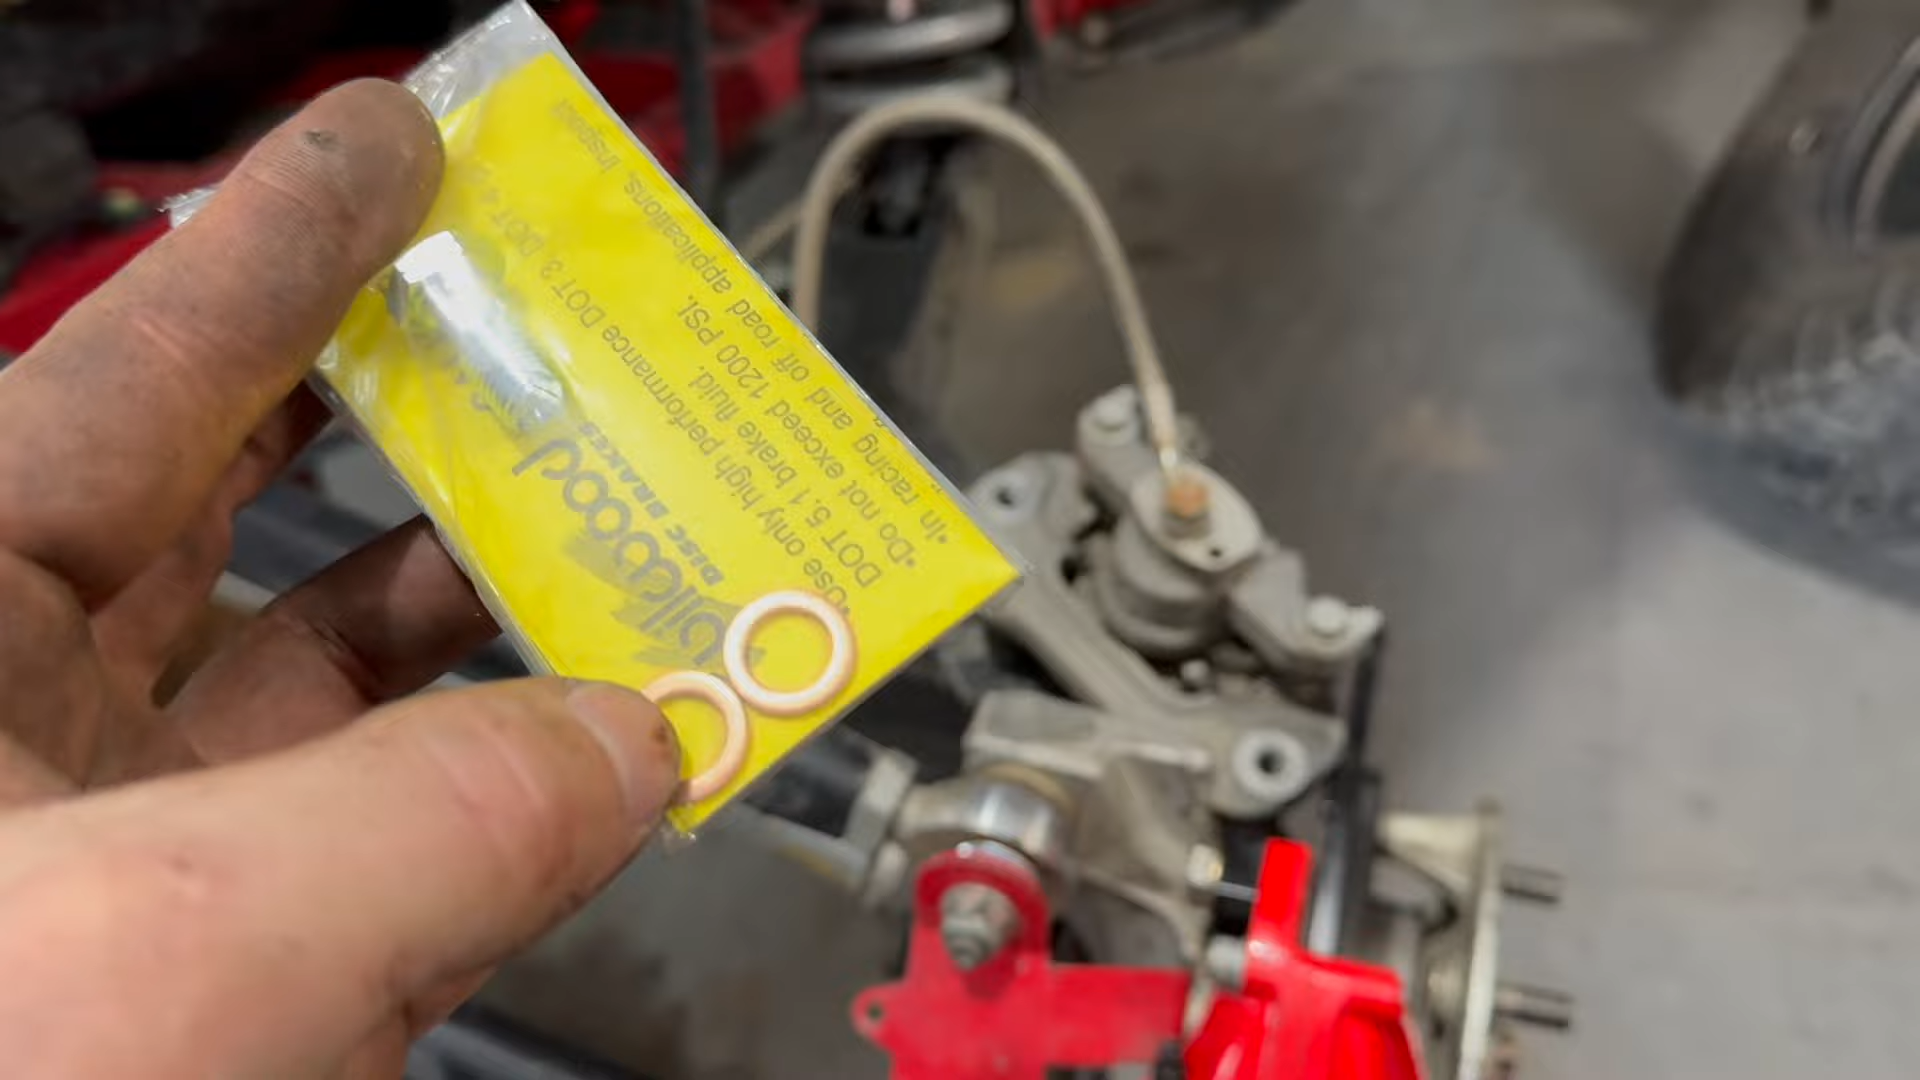 wilwood
DISC BRAKES
*Use only high performance DOT 3, DOT 4,
DOT 5.1 brake fluid.
*Do not exceed 1200 PSI.
*In racing and off road applications, inspect